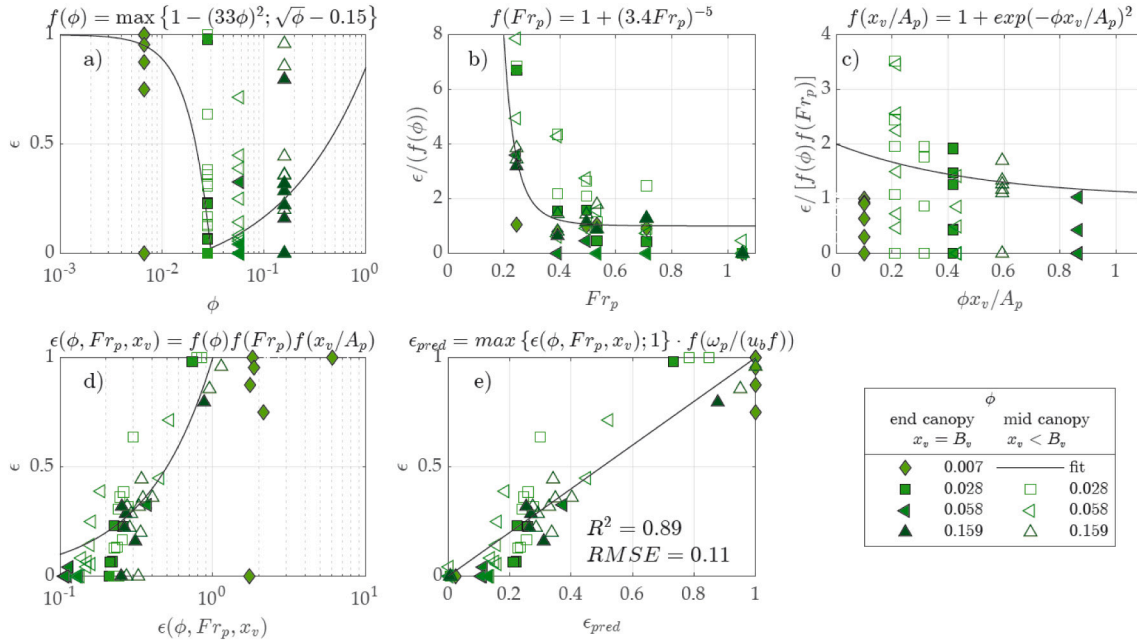 f(ϕ) = max {1 − (33ϕ)²; √ϕ − 0.15}
a)
1
0.5
0
ϵ
10⁻³
10⁻²
10⁻¹
10⁰
ϕ
f(Fr_p) = 1 + (3.4Fr_p)⁻⁵
b)
8
6
4
2
0
ϵ/(f(ϕ))
0
0.2
0.4
0.6
0.8
1
Fr_p
f(x_v/A_p) = 1 + exp(−ϕx_v/A_p)²
c)
4
3
2
1
0
ϵ/[f(ϕ)f(Fr_p)]
0
0.2
0.4
0.6
0.8
1
ϕx_v/A_p
ϵ(ϕ, Fr_p, x_v) = f(ϕ)f(Fr_p)f(x_v/A_p)
d)
1
0.5
0
ϵ
10⁻¹
10⁰
10¹
ϵ(ϕ, Fr_p, x_v)
ϵ_pred = max {ϵ(ϕ, Fr_p, x_v); 1} · f(ω_p/(u_b f))
e)
1
0.5
0
ϵ
R² = 0.89
RMSE = 0.11
0
0.2
0.4
0.6
0.8
1
ϵ_pred
ϕ
end canopy mid canopy
x_v = B_v x_v < B_v
0.007 fit
0.028 0.028
0.058 0.058
0.159 0.159